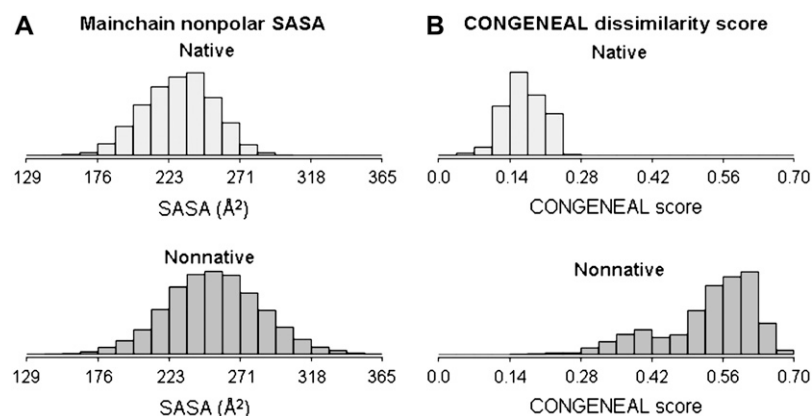 A Mainchain nonpolar SASA
Native
129 176 223 271 318 365
SASA (Å²)
Nonnative
129 176 223 271 318 365
SASA (Å²)
B CONGENEAL dissimilarity score
Native
0.0 0.14 0.28 0.42 0.56 0.70
CONGENEAL score
Nonnative
0.0 0.14 0.28 0.42 0.56 0.70
CONGENEAL score